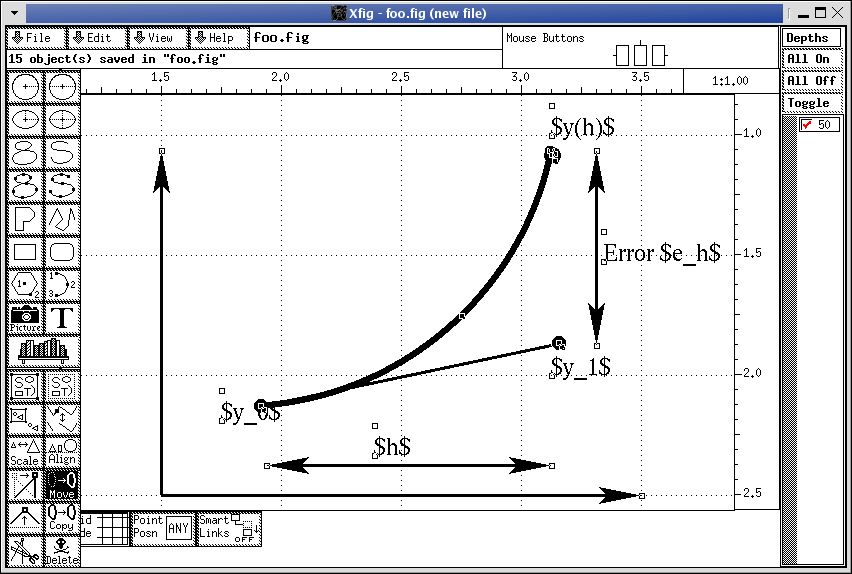 Xfig - foo.fig (new file)
File Edit View Help foo.fig
Mouse Buttons
Depths
15 object(s) saved in "foo.fig"
All On
All Off
Toggle
50
1.5 2.0 2.5 3.0 3.5 1:1.00
$y(h)$
1.0
Error $e_h$
1.5
Picture T
$y_1$
2.0
$y_0$
$h$
Scale Align
Move
2.5
Copy
Delete
id
de
Point
Posn
ANY
Smart
Links
OFF